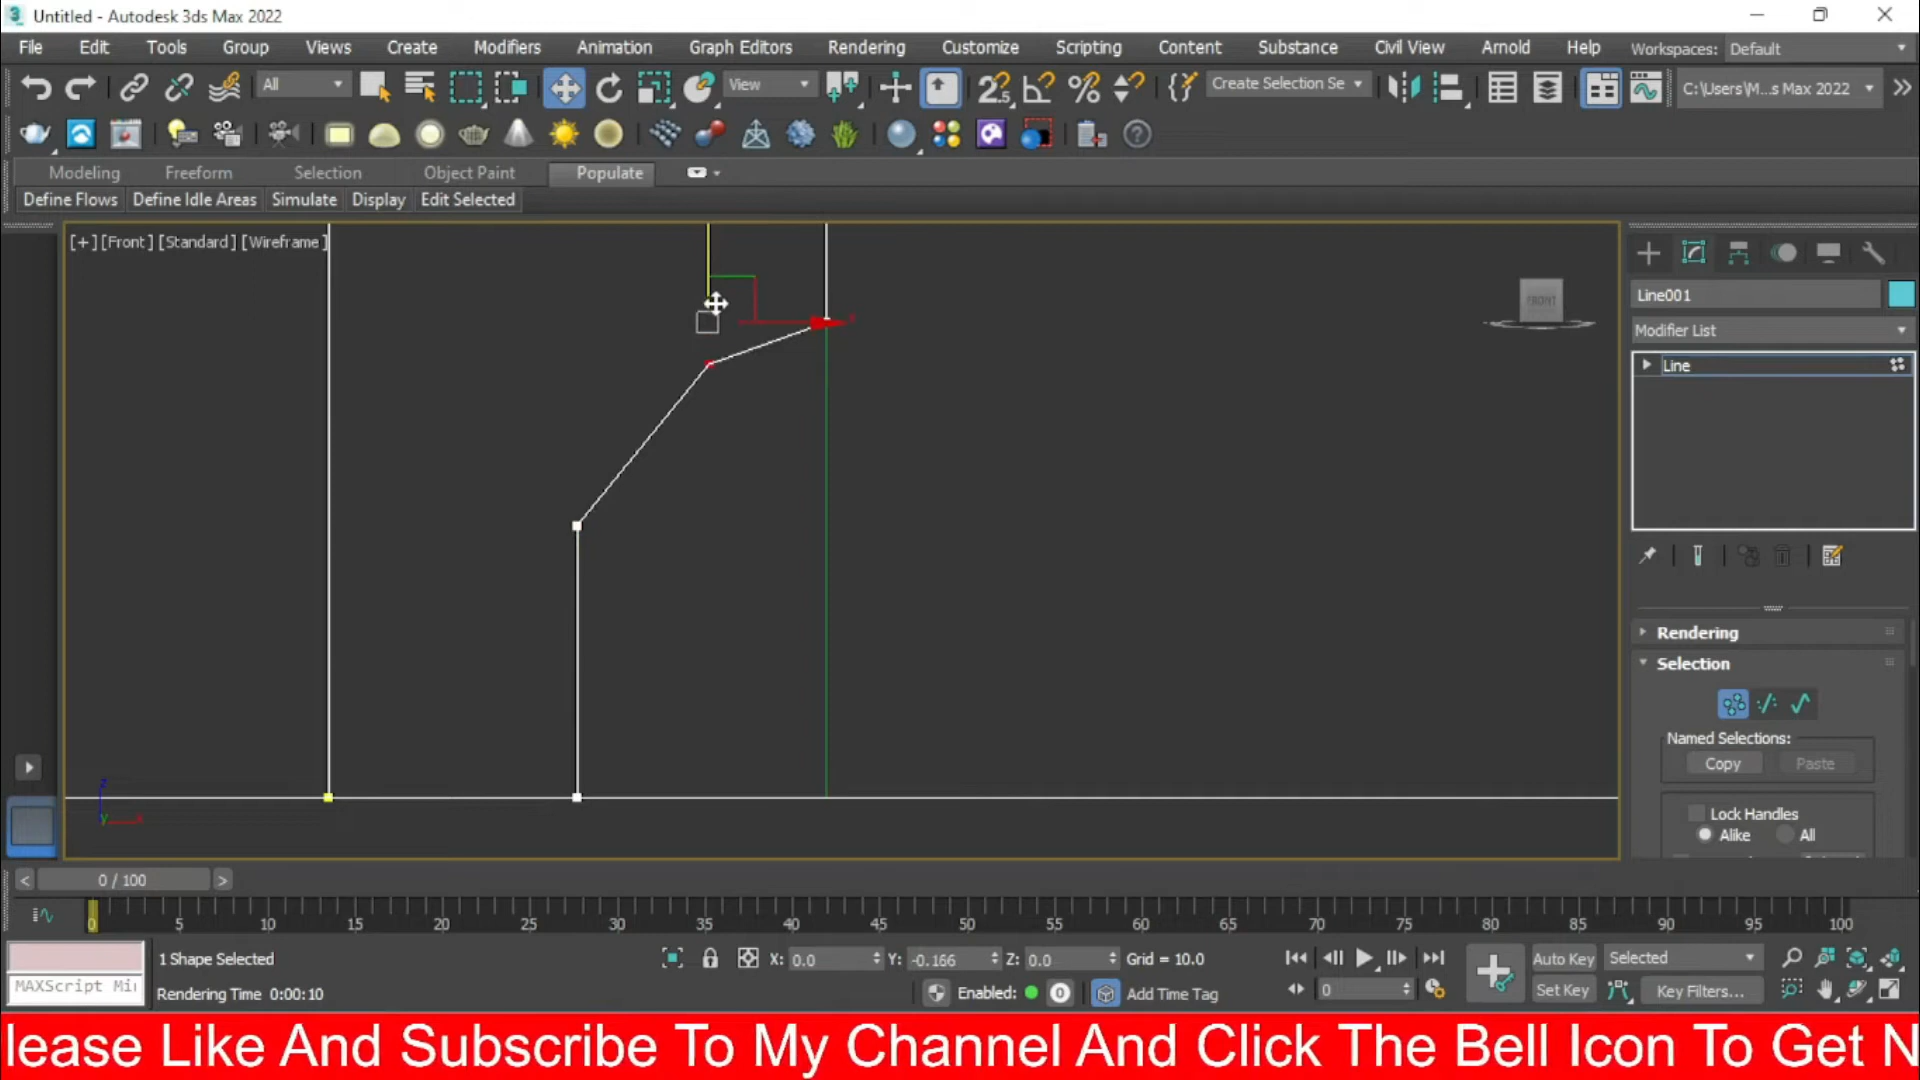 Untitled - Autodesk 3ds Max 2022
File Edit Tools Group Views Create Modifiers Animation Graph Editors Rendering Customize Scripting Content Substance Civil View Arnold Help Workspaces: Default
All View Create Selection Se C:\Users\M...s Max 2022
Modeling Freeform Selection Object Paint Populate
Define Flows Define Idle Areas Simulate Display Edit Selected
[+] [Front] [Standard] [Wireframe]
FRONT
Line001
Modifier List
Line
Rendering
Selection
Named Selections:
Copy Paste
Lock Handles
Alike All
z
y x
x
0 / 100
0 5 10 15 20 25 30 35 40 45 50 55 60 65 70 75 80 85 90 95 100
1 Shape Selected X: 0.0 Y: -0.166 Z: 0.0 Grid = 10.0 Auto Key Selected
MAXScript Mi Rendering Time 0:00:10 Enabled: 0 Add Time Tag 0 Set Key Key Filters...
lease Like And Subscribe To My Channel And Click The Bell Icon To Get N